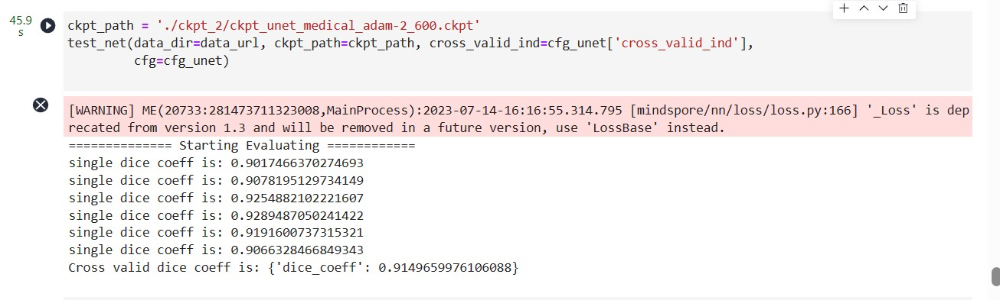 45.9
s
ckpt_path = './ckpt_2/ckpt_unet_medical_adam-2_600.ckpt'
test_net(data_dir=data_url, ckpt_path=ckpt_path, cross_valid_ind=cfg_unet['cross_valid_ind'],
cfg=cfg_unet)
[WARNING] ME(20733:281473711323008,MainProcess):2023-07-14-16:16:55.314.795 [mindspore/nn/loss/loss.py:166] '_Loss' is dep
recated from version 1.3 and will be removed in a future version, use 'LossBase' instead.
============== Starting Evaluating ============
single dice coeff is: 0.9017466370274693
single dice coeff is: 0.9078195129734149
single dice coeff is: 0.9254882102221607
single dice coeff is: 0.9289487050241422
single dice coeff is: 0.9191600737315321
single dice coeff is: 0.9066328466849343
Cross valid dice coeff is: {'dice_coeff': 0.9149659976106088}